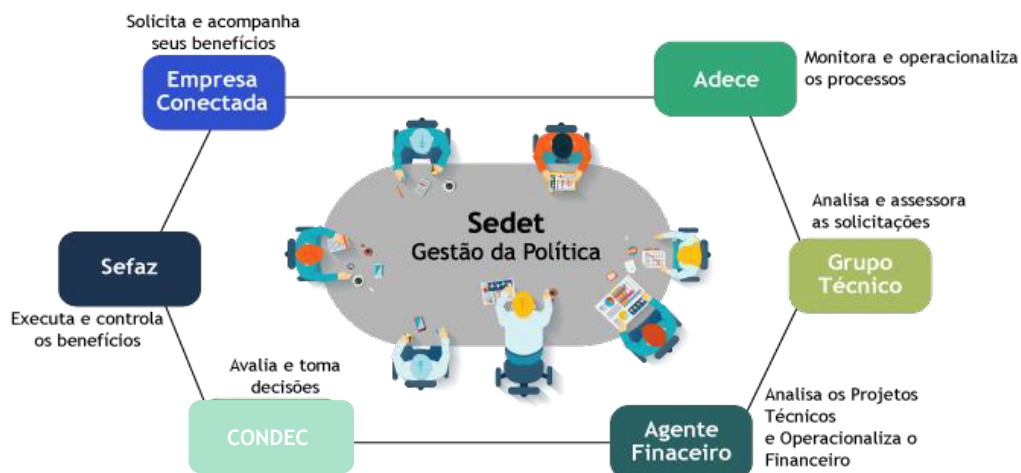 Solicita e acompanha
seus benefícios
Empresa
Conectada
Adece
Monitora e operacionaliza
os processos
Sedet
Gestão da Política
Analisa e assessora
as solicitações
Grupo
Técnico
Sefaz
Executa e controla
os benefícios
Avalia e toma
decisões
CONDEC
Agente
Finaceiro
Analisa os Projetos
Técnicos
e Operacionaliza o
Financeiro